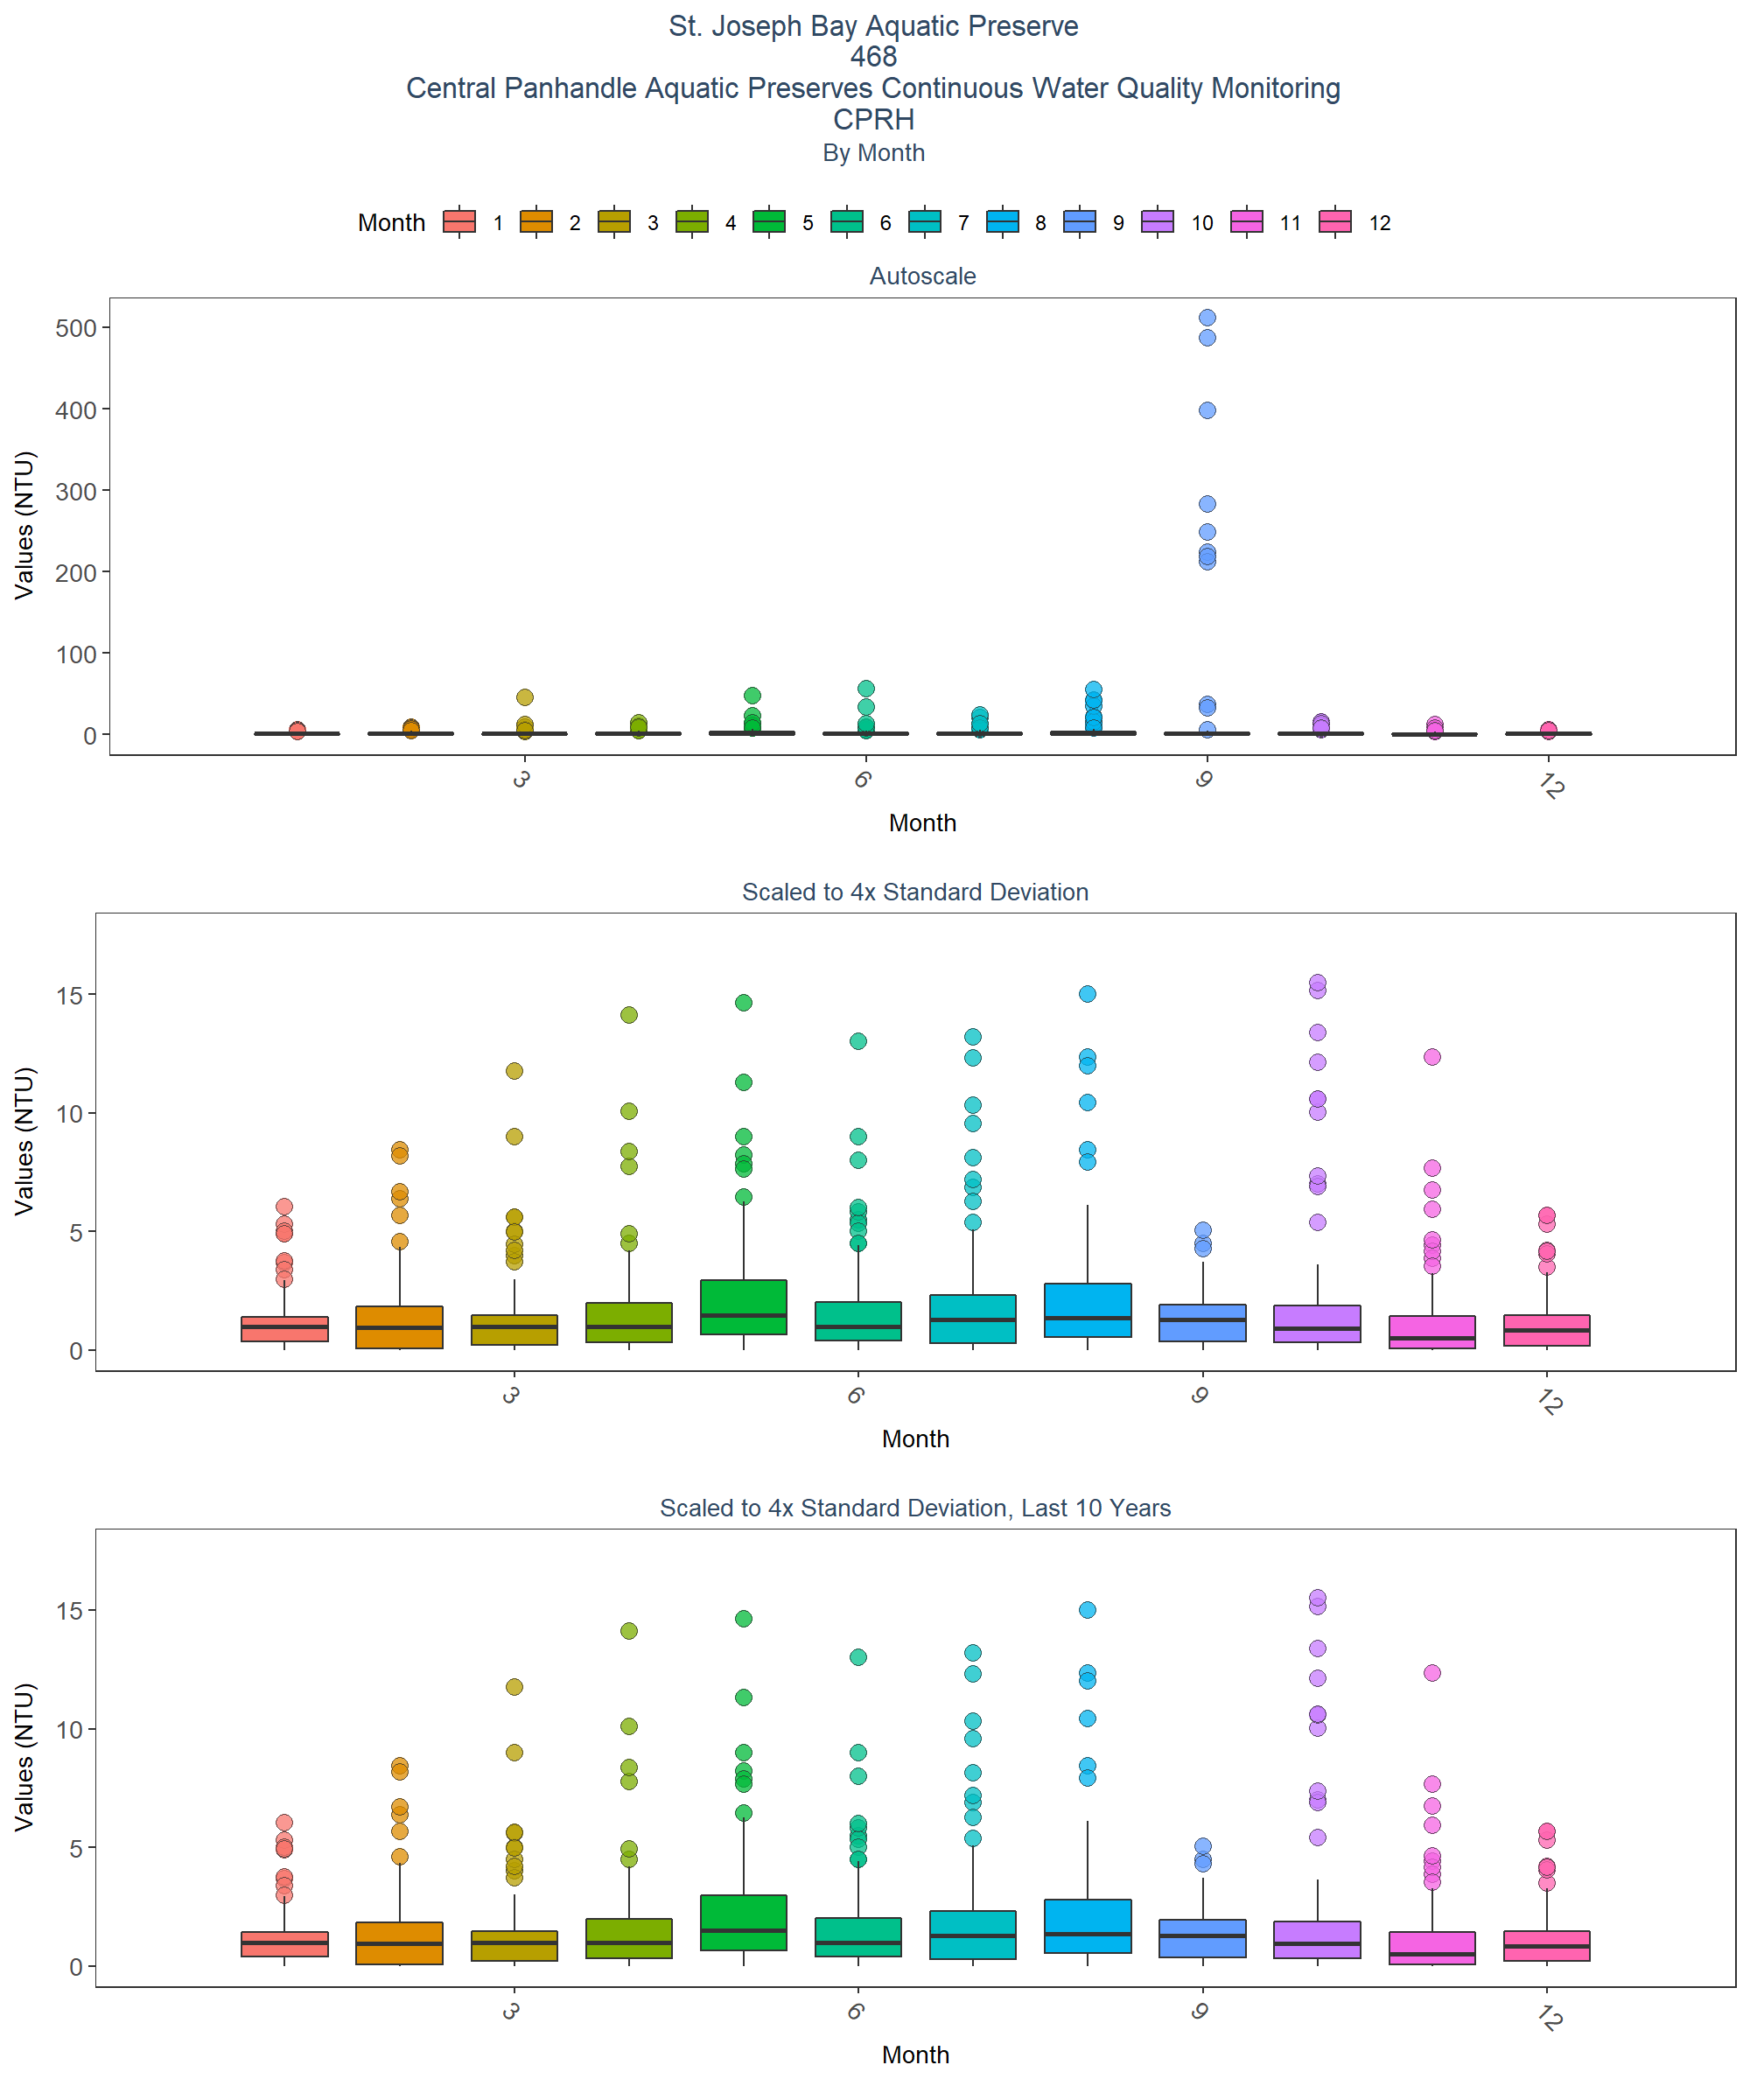 St. Joseph Bay Aquatic Preserve
468
Central Panhandle Aquatic Preserves Continuous Water Quality Monitoring
CPRH
By Month
Month 1 2 3 4 5 6 7 8 9 10 11 12
Autoscale
Values (NTU)
500
400
300
200
100
0
3 6 9 12
Month
Scaled to 4x Standard Deviation
Values (NTU)
15
10
5
0
3 6 9 12
Month
Scaled to 4x Standard Deviation, Last 10 Years
Values (NTU)
15
10
5
0
3 6 9 12
Month